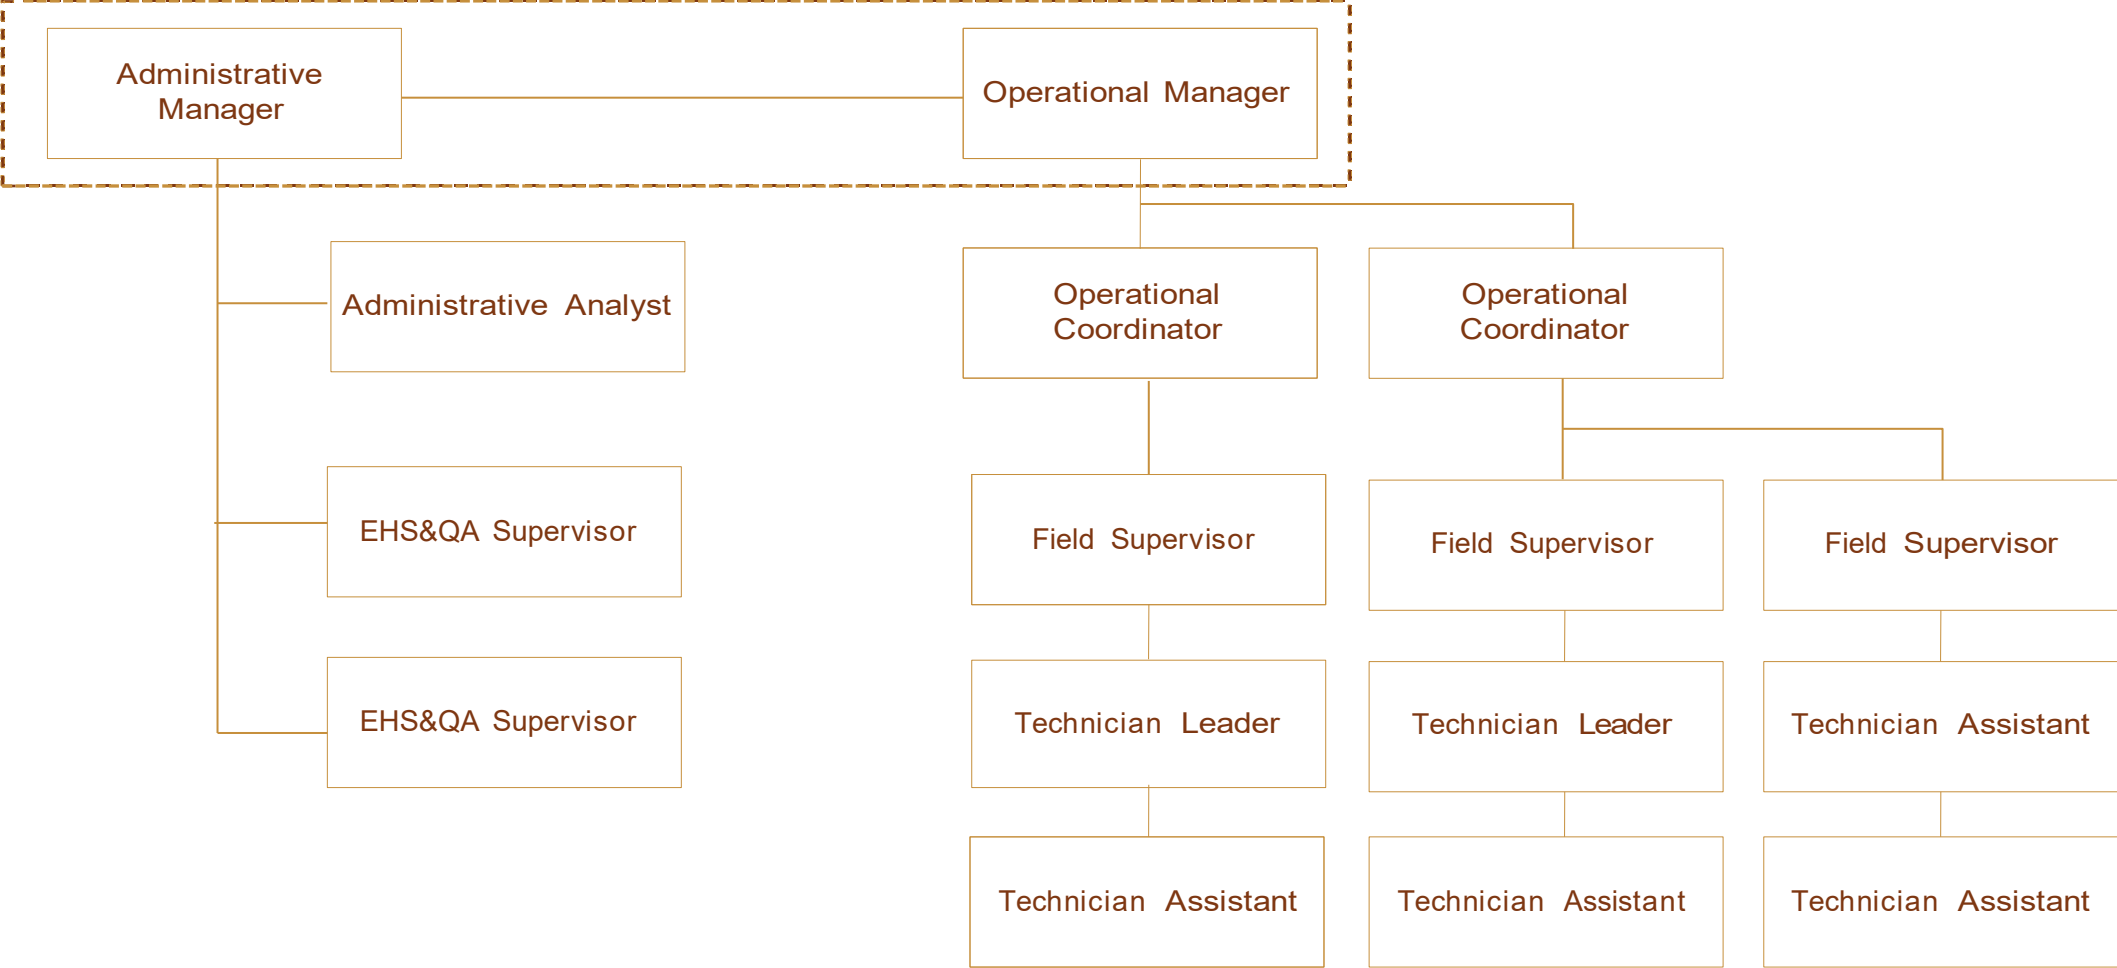 Administrative
Manager
Operational Manager
Administrative Analyst
Operational
Coordinator
Operational
Coordinator
EHS&QA Supervisor
Field Supervisor
Field Supervisor
Field Supervisor
EHS&QA Supervisor
Technician Leader
Technician Leader
Technician Assistant
Technician Assistant
Technician Assistant
Technician Assistant